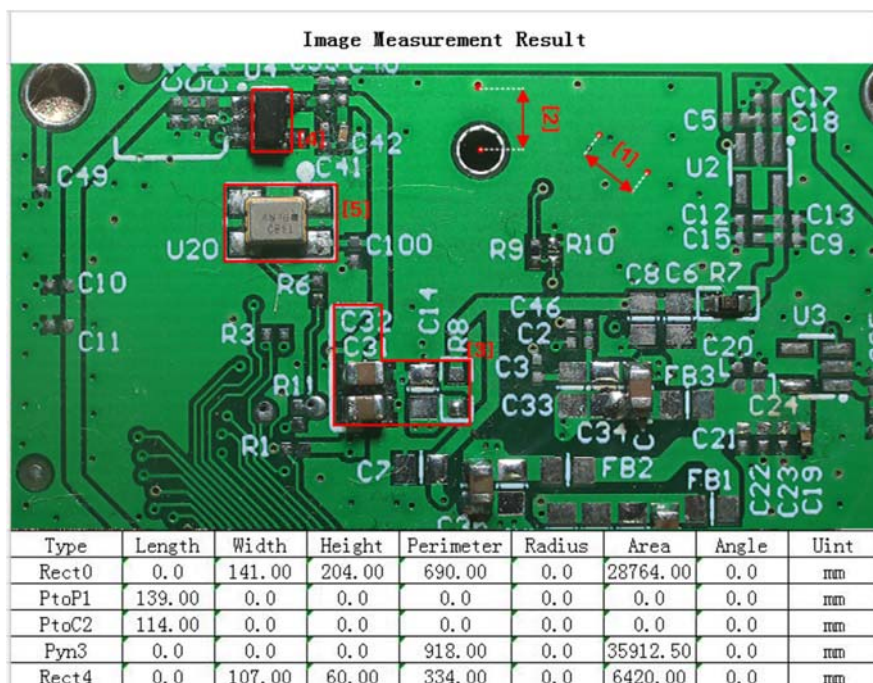 Image Measurement Result
U4
C40
C17
C5
C18
[4]
C42
[2]
[1]
C41
U2
C49
[5]
C12
C13
U20
C100
R9
R10
C15
C9
C10
R6
C8
C6
R7
C32
C14
C46
C11
R3
C3
R8
[3]
C2
U3
C3
C20
R11
C33
FB3
C24
R1
C34
C21
C7
FB2
FB1
C22
C23
C19
Type Length Width Height Perimeter Radius Area Angle Uint
Rect0 0.0 141.00 204.00 690.00 0.0 28764.00 0.0 mm
PtoP1 139.00 0.0 0.0 0.0 0.0 0.0 0.0 mm
PtoC2 114.00 0.0 0.0 0.0 0.0 0.0 0.0 mm
Pyn3 0.0 0.0 0.0 918.00 0.0 35912.50 0.0 mm
Rect4 0.0 107.00 60.00 334.00 0.0 6420.00 0.0 mm